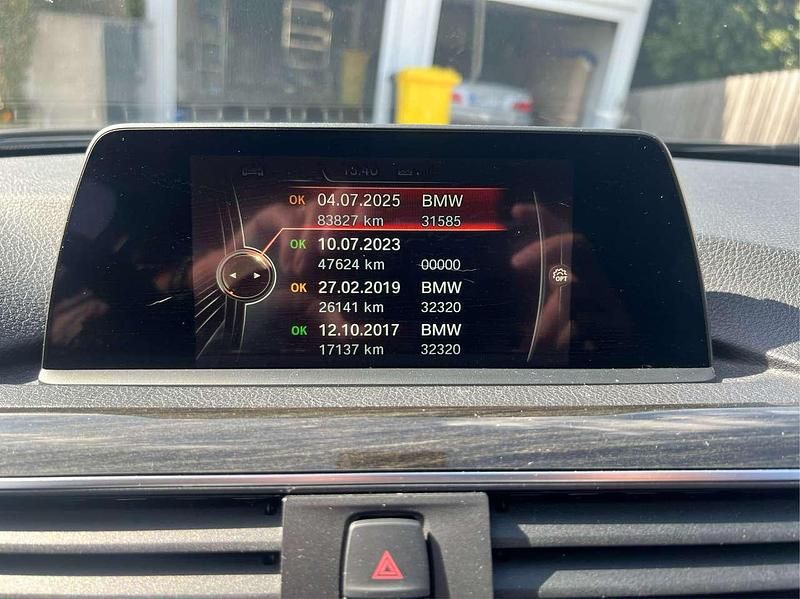 OK 04.07.2025 BMW
83827 km 31585
OK 10.07.2023
47624 km 00000
OK 27.02.2019 BMW
26141 km 32320
OK 12.10.2017 BMW
17137 km 32320
OPT